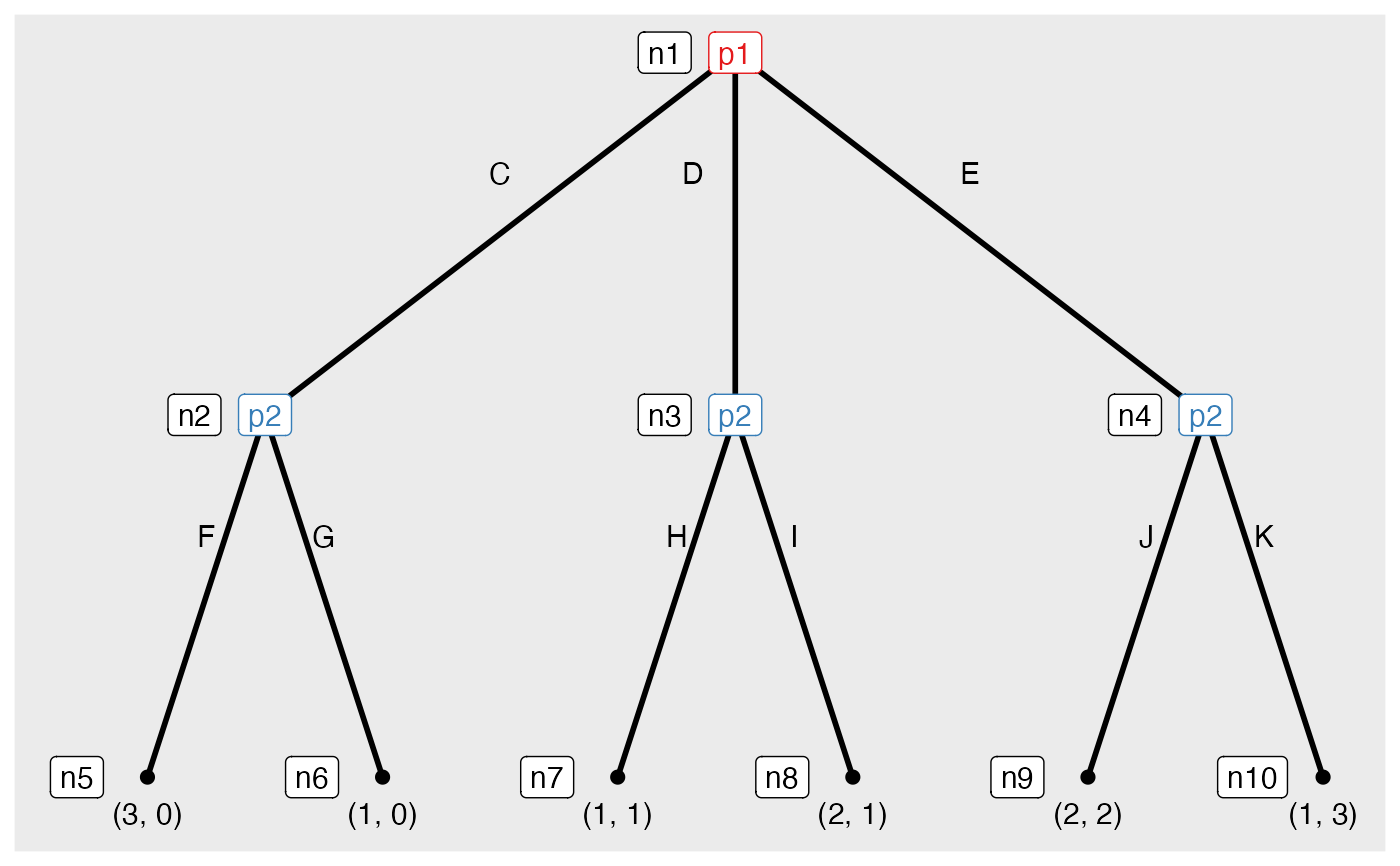 n1 p1
C D E
n2 p2 n3 p2 n4 p2
F G H I J K
n5 n6 n7 n8 n9 n10
(3, 0) (1, 0) (1, 1) (2, 1) (2, 2) (1, 3)